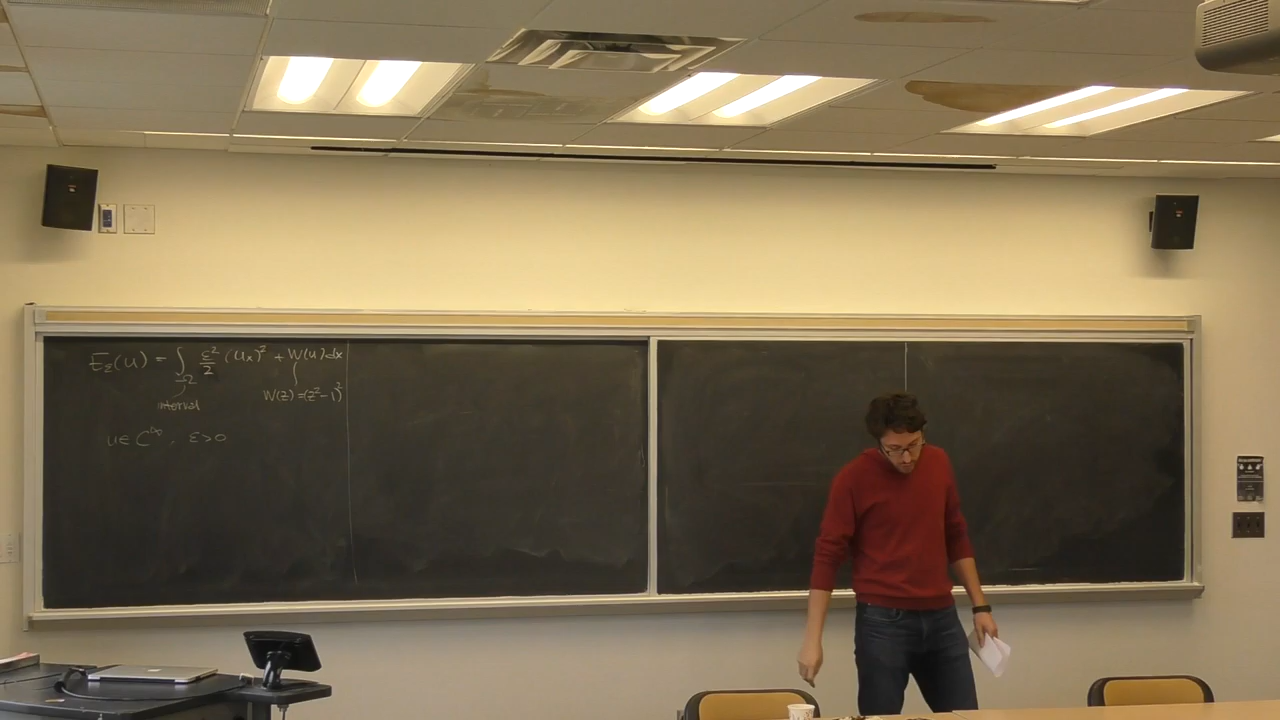 E_ε(u) = ∫_Ω ε²/2 (u_x)² + W(u)dx
interval
W(z) = (z²-1)²
u ∈ C^∞, ε>0